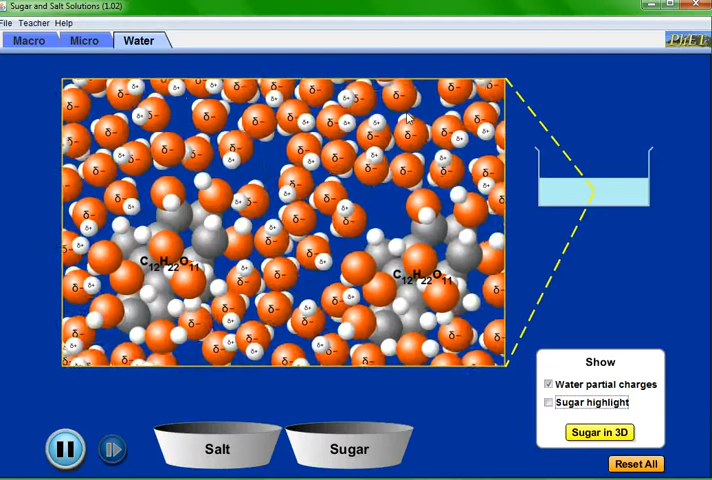 Sugar and Salt Solutions (1.02)
File Teacher Help
Macro Micro Water
PhET
C12H22O11
C12H22O11
Show
Water partial charges
Sugar highlight
Sugar in 3D
Salt Sugar
Reset All